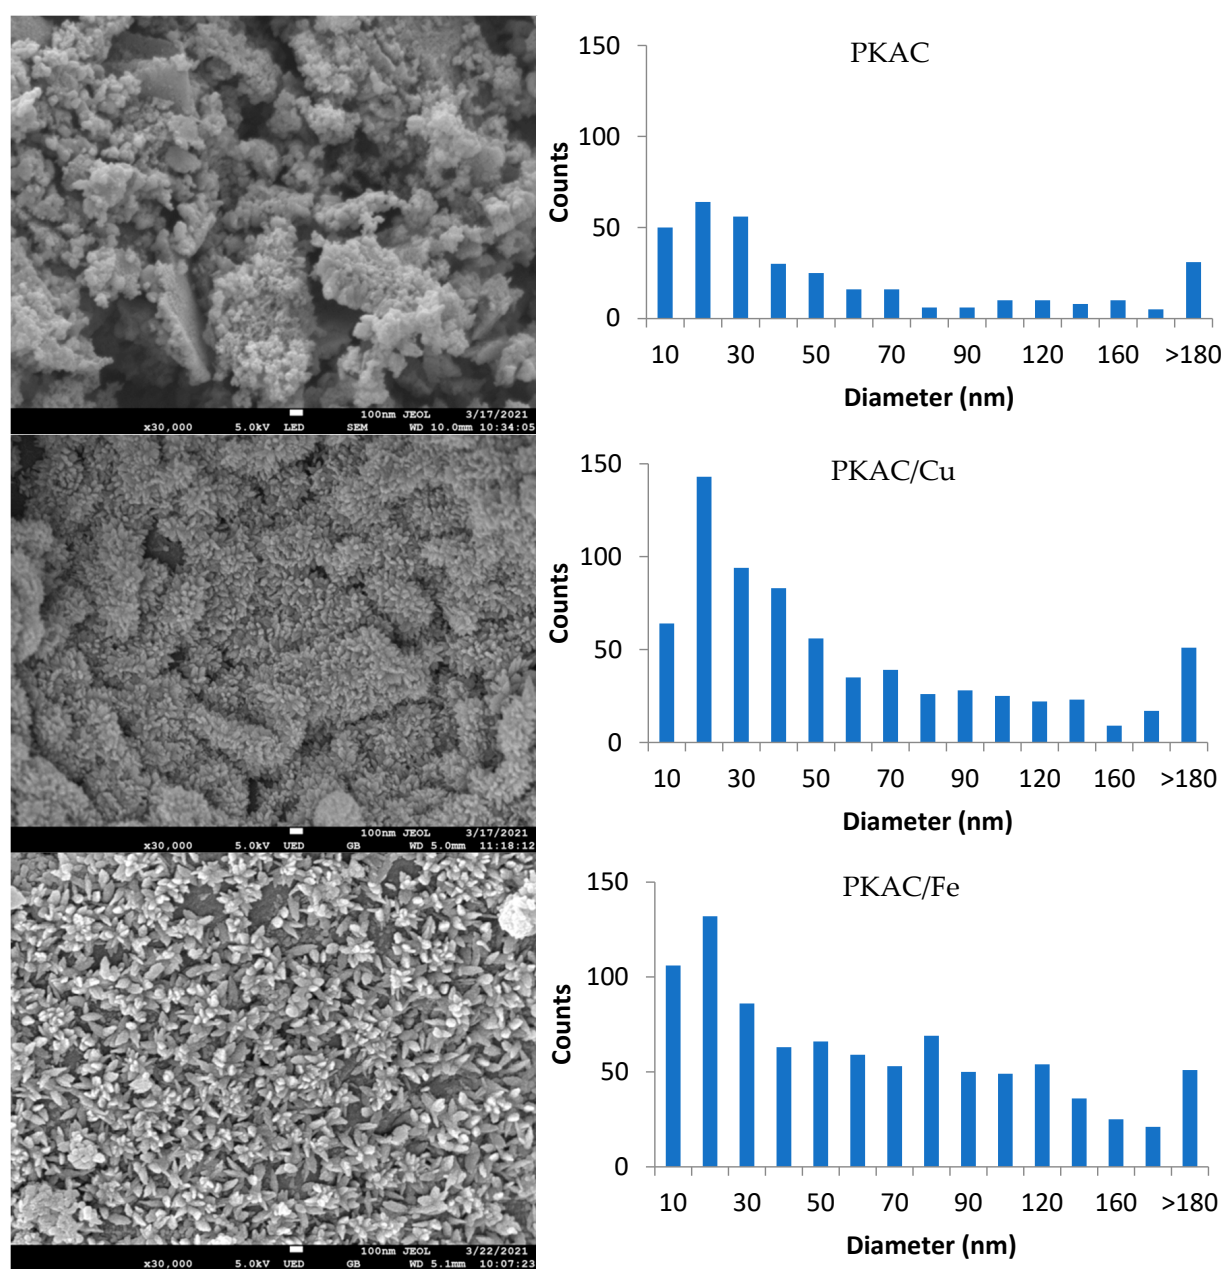 PKAC
150
100
50
0
Counts
10 30 50 70 90 120 160 >180
Diameter (nm)
100nm JEOL 3/17/2021
x30,000 5.0kV LED SEM WD 10.0mm 10:34:05
PKAC/Cu
150
100
50
0
Counts
10 30 50 70 90 120 160 >180
Diameter (nm)
100nm JEOL 3/17/2021
x30,000 5.0kV UED GB WD 5.0mm 11:18:12
PKAC/Fe
150
100
50
0
Counts
10 30 50 70 90 120 160 >180
Diameter (nm)
100nm JEOL 3/22/2021
x30,000 5.0kV UED GB WD 5.1mm 10:07:23